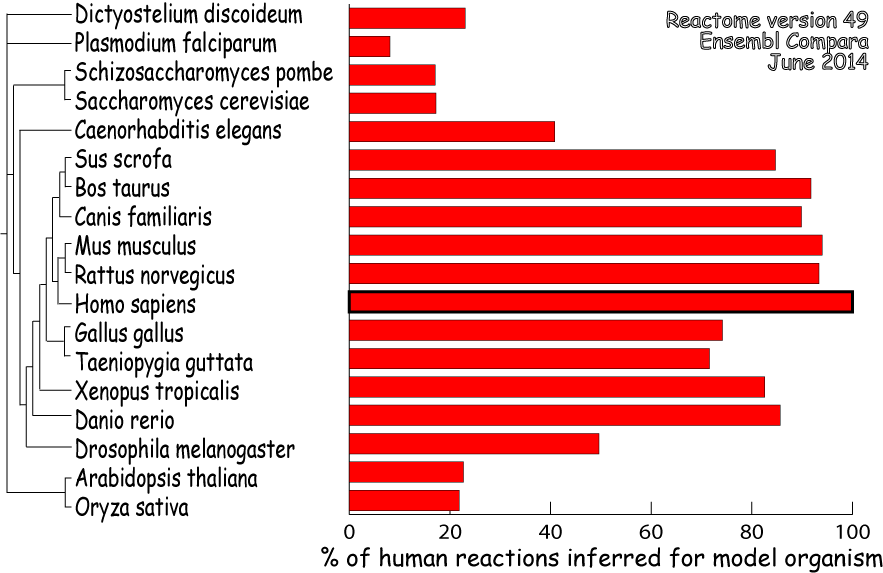 Dictyostelium discoideum
Plasmodium falciparum
Schizosaccharomyces pombe
Saccharomyces cerevisiae
Caenorhabditis elegans
Sus scrofa
Bos taurus
Canis familiaris
Mus musculus
Rattus norvegicus
Homo sapiens
Gallus gallus
Taeniopygia guttata
Xenopus tropicalis
Danio rerio
Drosophila melanogaster
Arabidopsis thaliana
Oryza sativa
Reactome version 49
Ensembl Compara
June 2014
0 20 40 60 80 100
% of human reactions inferred for model organism